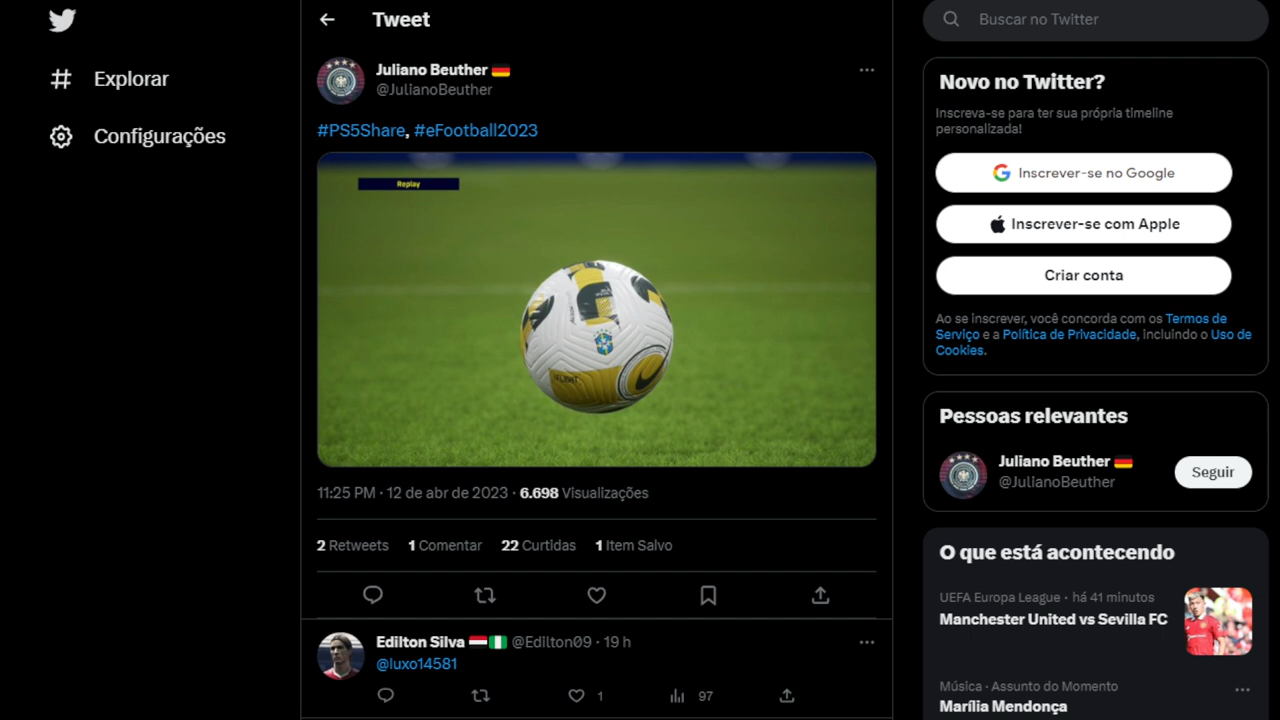 Tweet
Buscar no Twitter
Explorar
Configurações
Juliano Beuther
@JulianoBeuther
#PS5Share, #eFootball2023
Replay
FLIGHT
11:25 PM · 12 de abr de 2023 · 6.698 Visualizações
2 Retweets 1 Comentar 22 Curtidas 1 Item Salvo
Edilton Silva @Edilton09 · 19 h
@luxo14581
1 97
Novo no Twitter?
Inscreva-se para ter sua própria timeline
personalizada!
Inscrever-se no Google
Inscrever-se com Apple
Criar conta
Ao se inscrever, você concorda com os Termos de
Serviço e a Política de Privacidade, incluindo o Uso de
Cookies.
Pessoas relevantes
Juliano Beuther
@JulianoBeuther
Seguir
O que está acontecendo
UEFA Europa League · há 41 minutos
Manchester United vs Sevilla FC
Música · Assunto do Momento
Marília Mendonça